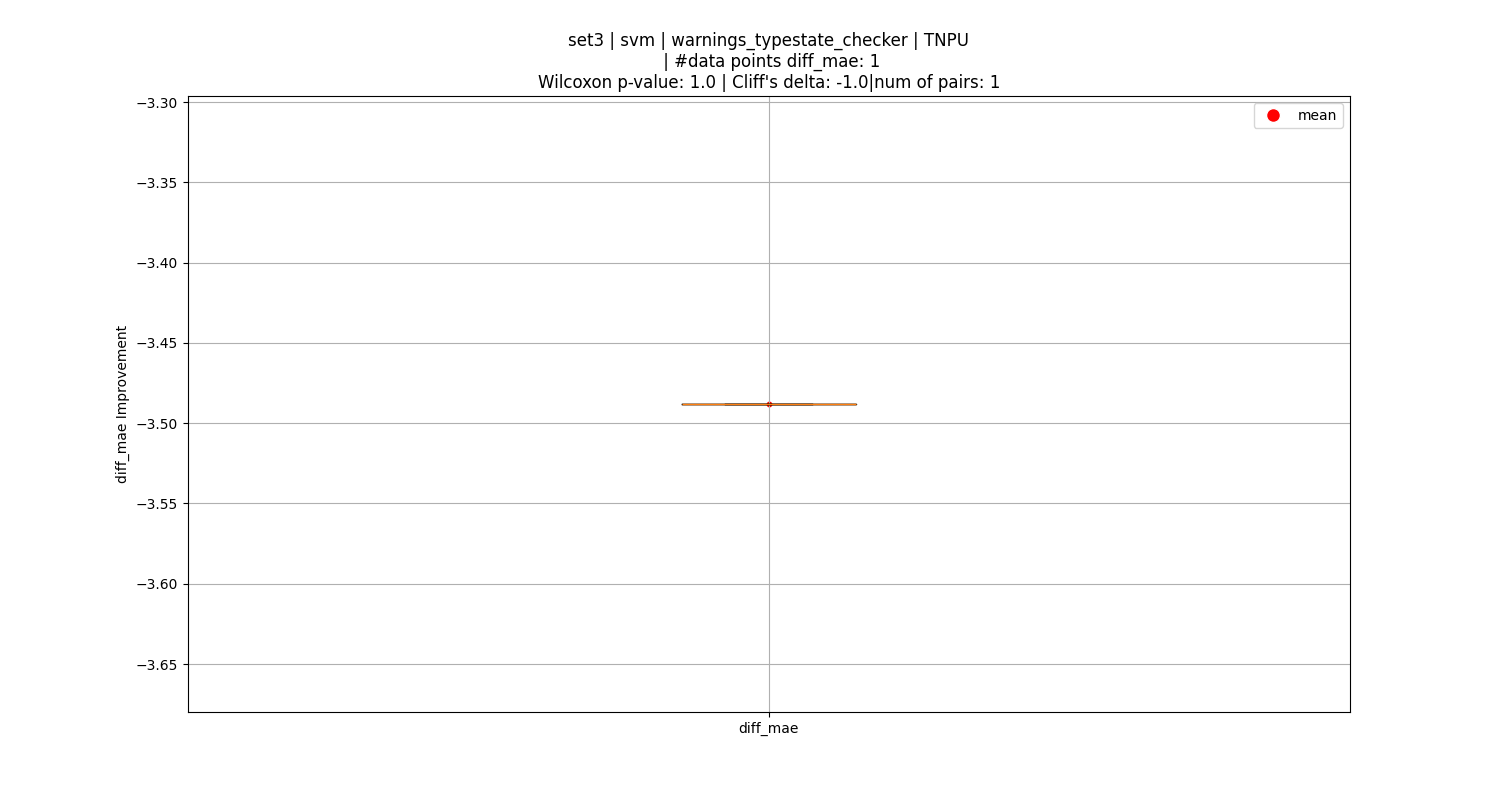 set3 | svm | warnings_typestate_checker | TNPU
| #data points diff_mae: 1
Wilcoxon p-value: 1.0 | Cliff's delta: -1.0|num of pairs: 1
mean
−3.30
−3.35
−3.40
−3.45
−3.50
−3.55
−3.60
−3.65
diff_mae Improvement
diff_mae